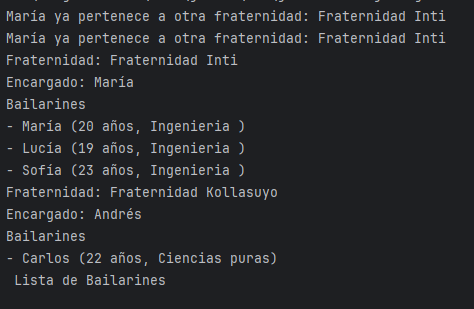 María ya pertenece a otra fraternidad: Fraternidad Inti
María ya pertenece a otra fraternidad: Fraternidad Inti
Fraternidad: Fraternidad Inti
Encargado: María
Bailarines
- María (20 años, Ingenieria )
- Lucía (19 años, Ingenieria )
- Sofía (23 años, Ingenieria )
Fraternidad: Fraternidad Kollasuyo
Encargado: Andrés
Bailarines
- Carlos (22 años, Ciencias puras)
Lista de Bailarines